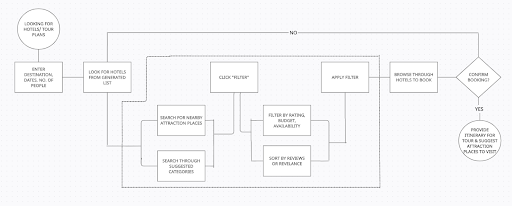 LOOKING FOR
HOTELS/ TOUR
PLANS
NO
ENTER
DESTINATION,
DATES, NO. OF
PEOPLE
LOOK FOR HOTELS
FROM GENERATED
LIST
CLICK "FILTER"
APPLY FILTER
BROWSE THROUGH
HOTELS TO BOOK
CONFIRM
BOOKING?
YES
SEARCH FOR NEARBY
ATTRACTION PLACES
FILTER BY RATING,
BUDGET,
AVAILABILITY
SEARCH THROUGH
SUGGESTED
CATEGORIES
SORT BY REVIEWS
OR REVELANCE
PROVIDE
ITINERARY FOR
TOUR & SUGGEST
ATTRACTION
PLACES TO VISIT